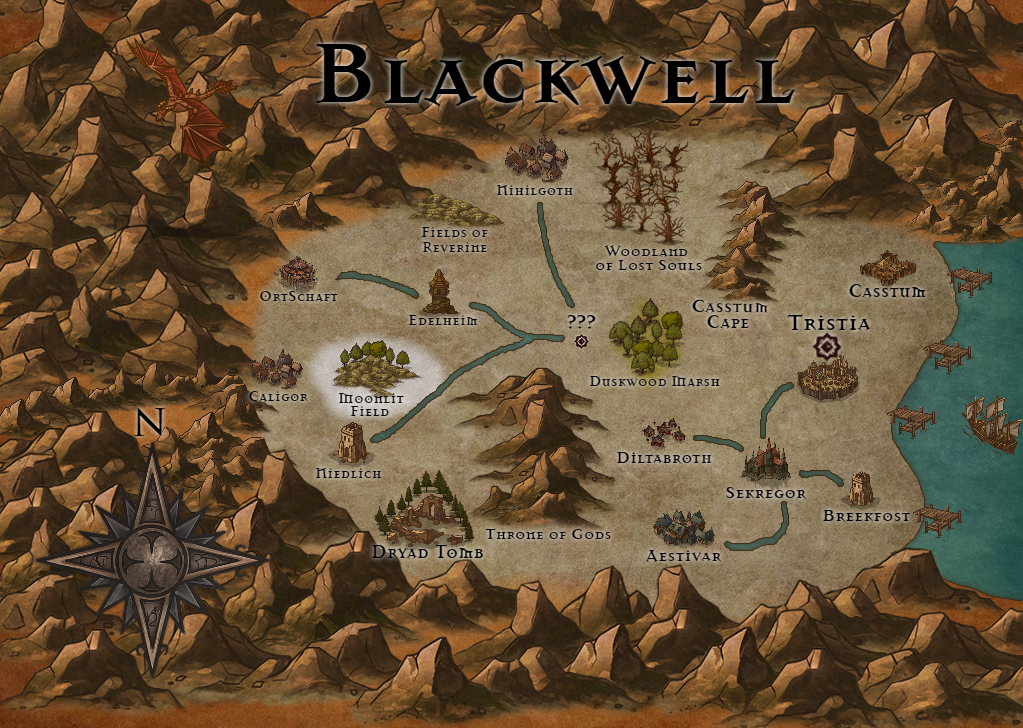 Blackwell
Nihilgoth
Fields of
Reverine
Woodland
of Lost Souls
OrtSchaft
Edelheim
Casstum
Casstum
Cape
???
Tristia
Duskwood Marsh
Caligor
Moonlit
Field
N
Niedlich
Diltabroth
Sekregor
Breekfost
Throne of Gods
Dryad Tomb
Aestivar